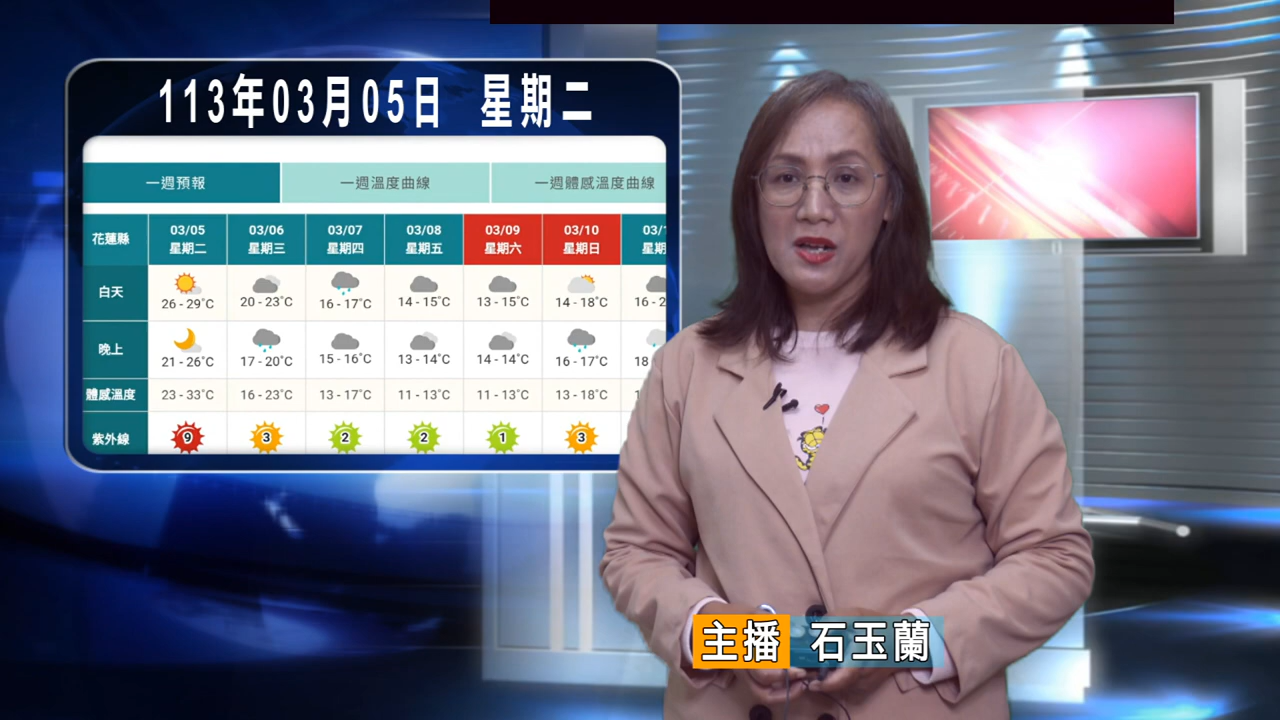 113年03月05日 星期二
一週預報 一週溫度曲線 一週體感溫度曲線
花蓮縣 03/05 星期二 03/06 星期三 03/07 星期四 03/08 星期五 03/09 星期六 03/10 星期日
白天 26 - 29°C 20 - 23°C 16 - 17°C 14 - 15°C 13 - 15°C 14 - 18°C
晚上 21 - 26°C 17 - 20°C 15 - 16°C 13 - 14°C 14 - 14°C 16 - 17°C
體感溫度 23 - 33°C 16 - 23°C 13 - 17°C 11 - 13°C 11 - 13°C 13 - 18°C
紫外線 9 3 2 2 1 3
主播 石玉蘭